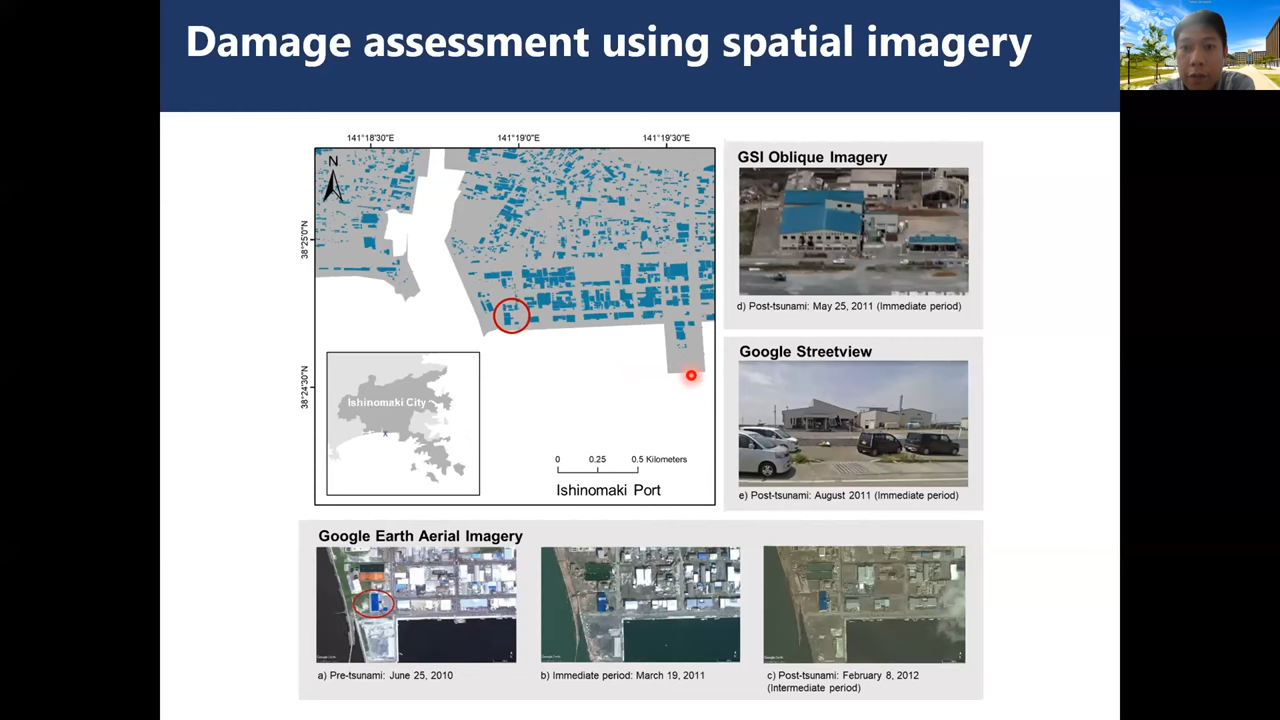 Damage assessment using spatial imagery
141°18'30"E
141°19'0"E
141°19'30"E
N
38°25'0"N
38°24'30"N
Ishinomaki City
X
0 0.25 0.5 Kilometers
Ishinomaki Port
GSI Oblique Imagery
d) Post-tsunami: May 25, 2011 (Immediate period)
Google Streetview
e) Post-tsunami: August 2011 (Immediate period)
Google Earth Aerial Imagery
a) Pre-tsunami: June 25, 2010
b) Immediate period: March 19, 2011
c) Post-tsunami: February 8, 2012
(Intermediate period)